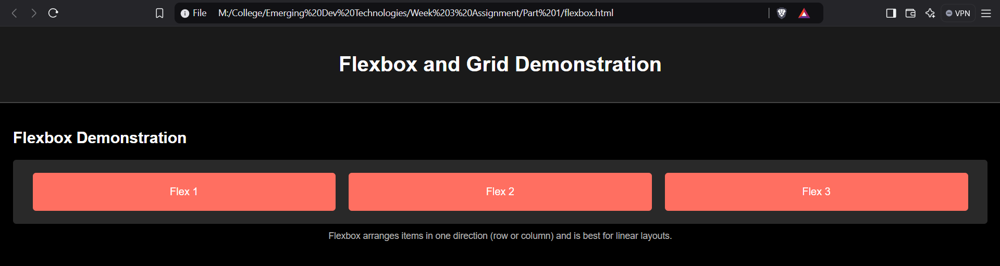 File M:/College/Emerging%20Dev%20Technologies/Week%203%20Assignment/Part%201/flexbox.html VPN
Flexbox and Grid Demonstration
Flexbox Demonstration
Flex 1 Flex 2 Flex 3
Flexbox arranges items in one direction (row or column) and is best for linear layouts.